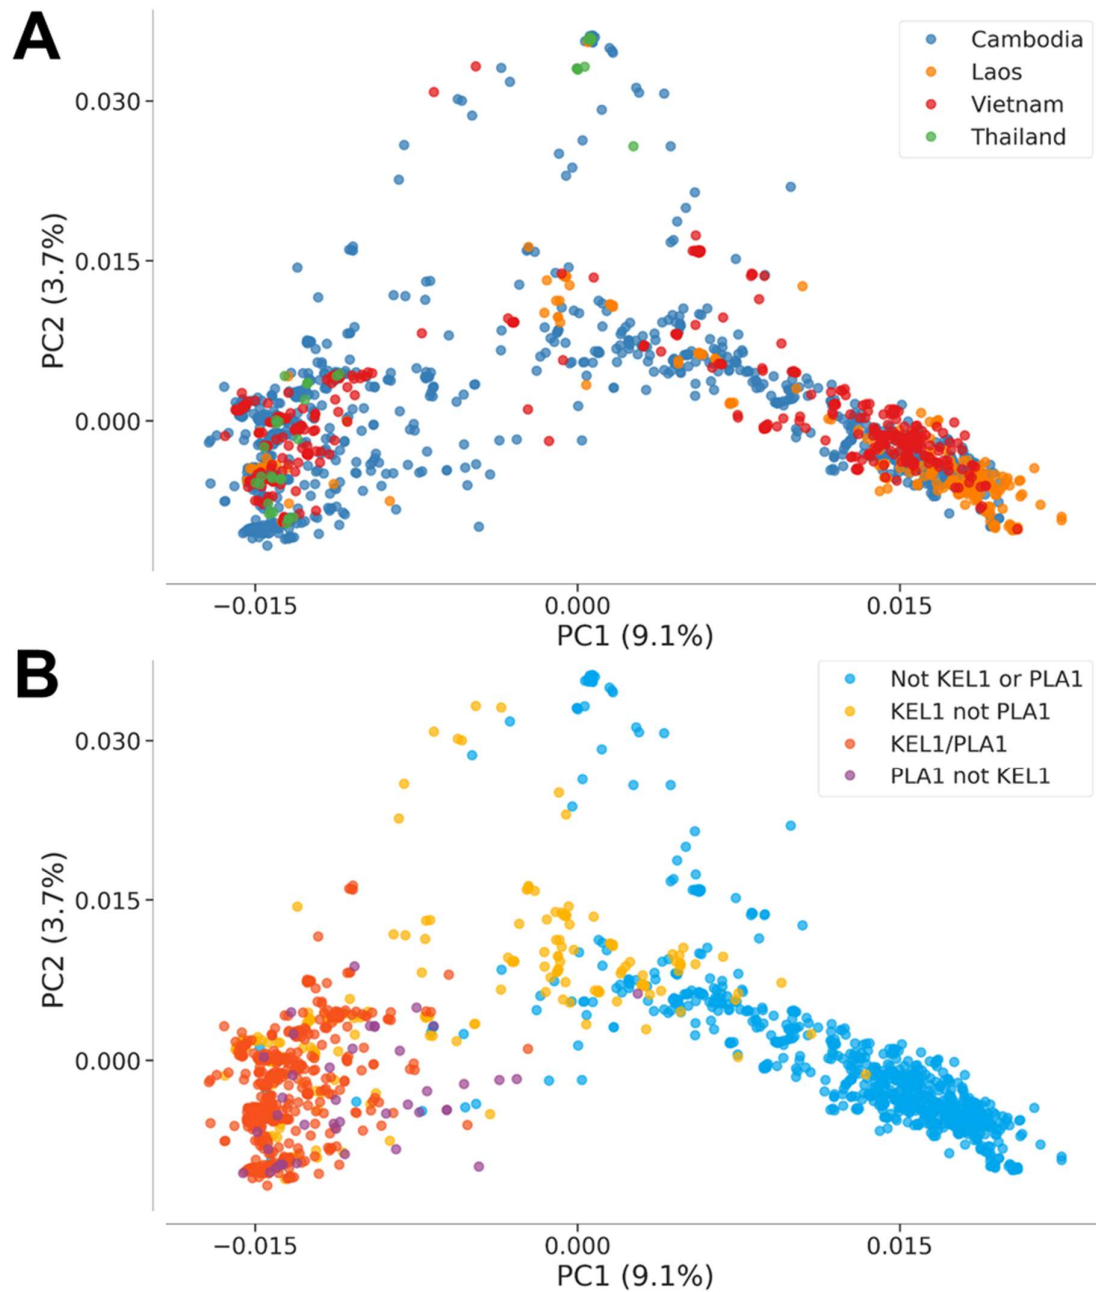 A
Cambodia
Laos
Vietnam
Thailand
0.030
0.015
0.000
PC2 (3.7%)
−0.015
0.000
0.015
PC1 (9.1%)
B
Not KEL1 or PLA1
KEL1 not PLA1
KEL1/PLA1
PLA1 not KEL1
0.030
0.015
0.000
PC2 (3.7%)
−0.015
0.000
0.015
PC1 (9.1%)